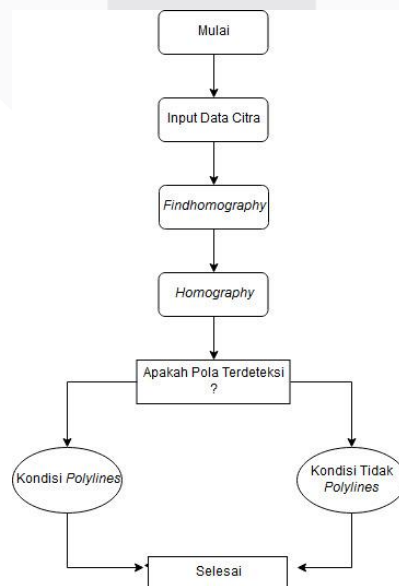 Mulai
Input Data Citra
Findhomography
Homography
Apakah Pola Terdeteksi
?
Kondisi Polylines
Kondisi Tidak
Polylines
Selesai